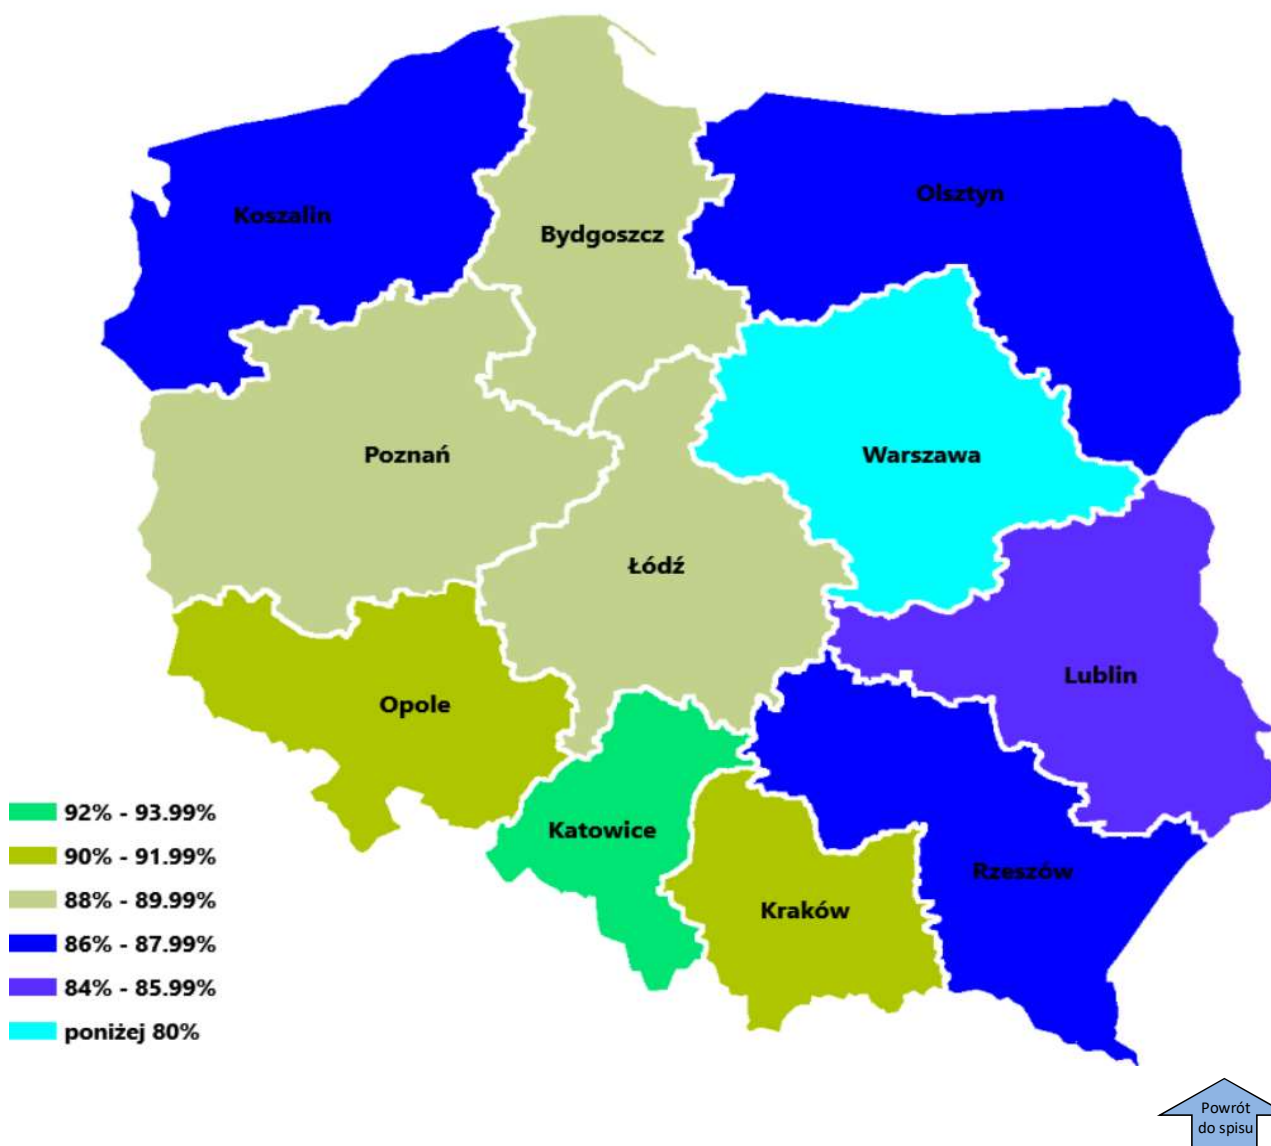 Olsztyn
Koszalin
Bydgoszcz
Poznań
Warszawa
Łódź
Lublin
Opole
Katowice
Rzeszów
Kraków
92% - 93.99%
90% - 91.99%
88% - 89.99%
86% - 87.99%
84% - 85.99%
poniżej 80%
Powrót
do spisu